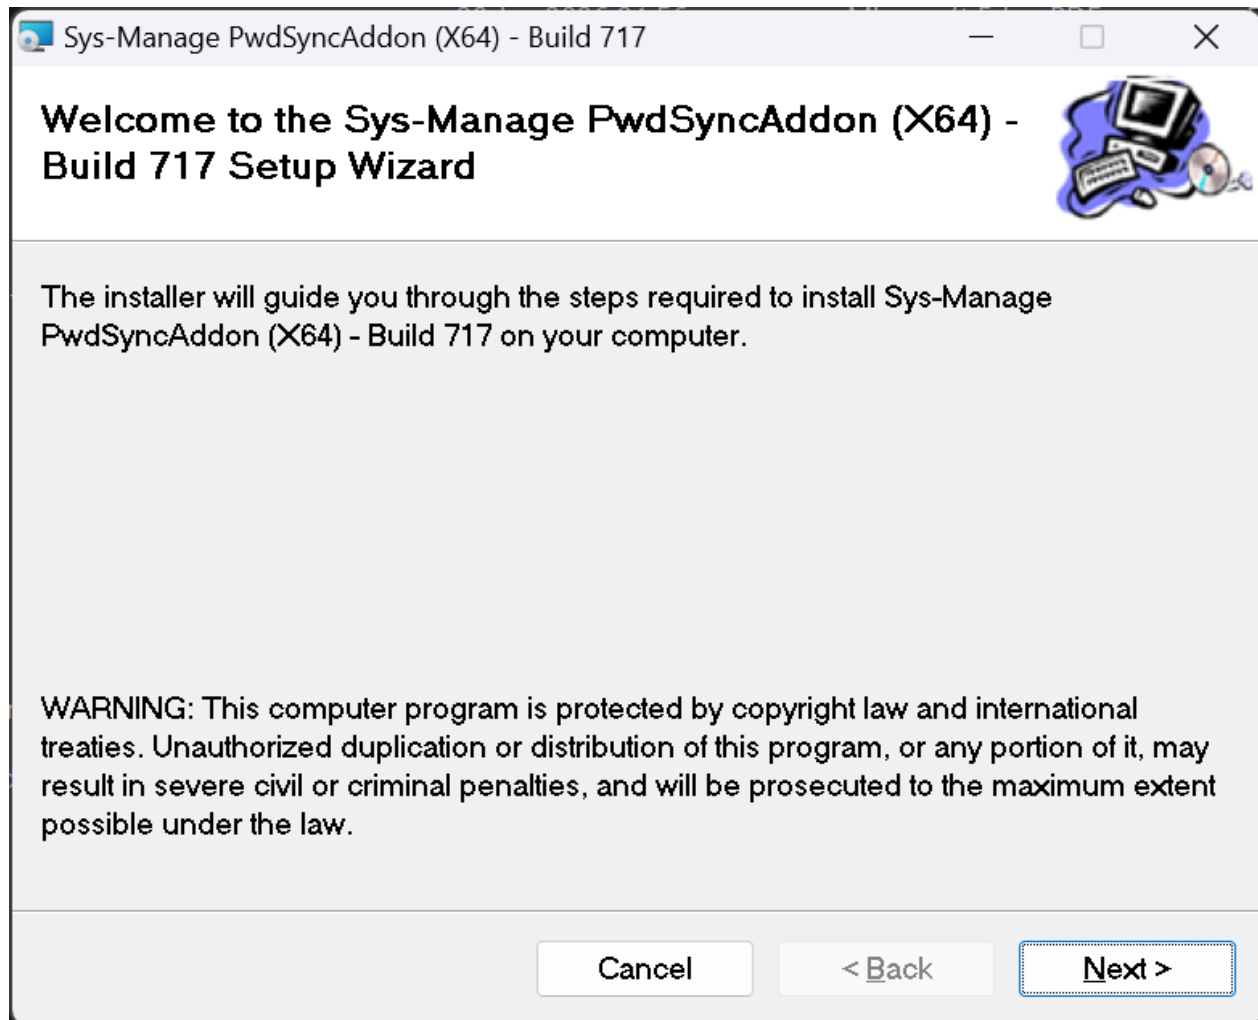 Sys-Manage PwdSyncAddon (X64) - Build 717
Welcome to the Sys-Manage PwdSyncAddon (X64) -
Build 717 Setup Wizard
The installer will guide you through the steps required to install Sys-Manage
PwdSyncAddon (X64) - Build 717 on your computer.
WARNING: This computer program is protected by copyright law and international
treaties. Unauthorized duplication or distribution of this program, or any portion of it, may
result in severe civil or criminal penalties, and will be prosecuted to the maximum extent
possible under the law.
Cancel
< Back
Next >